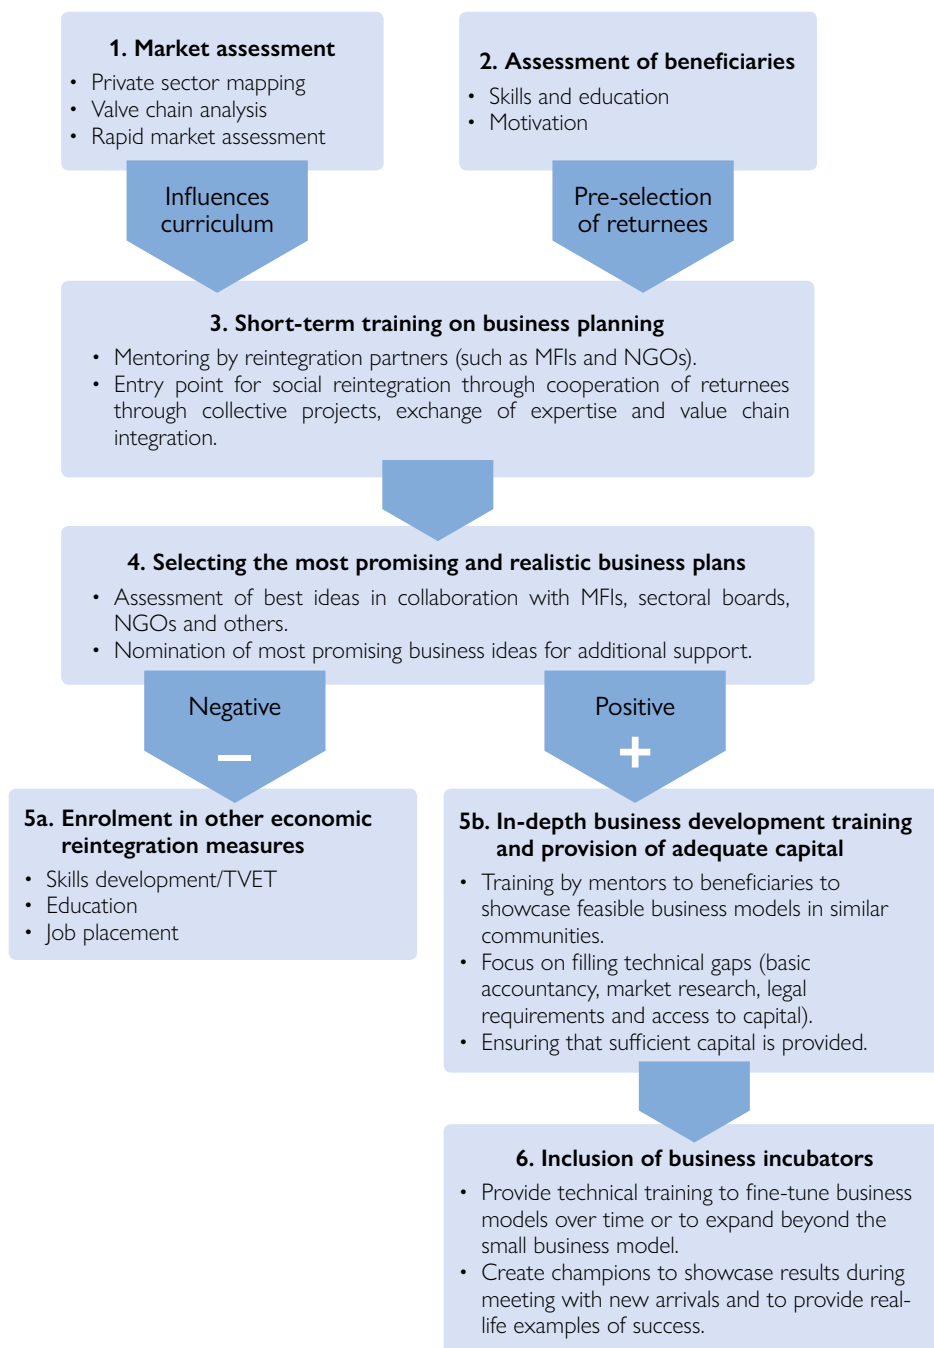 1. Market assessment
• Private sector mapping
• Valve chain analysis
• Rapid market assessment
2. Assessment of beneficiaries
• Skills and education
• Motivation
Influences
curriculum
Pre-selection
of returnees
3. Short-term training on business planning
• Mentoring by reintegration partners (such as MFIs and NGOs).
• Entry point for social reintegration through cooperation of returnees
through collective projects, exchange of expertise and value chain
integration.
4. Selecting the most promising and realistic business plans
• Assessment of best ideas in collaboration with MFIs, sectoral boards,
NGOs and others.
• Nomination of most promising business ideas for additional support.
Negative
–
Positive
+
5a. Enrolment in other economic
reintegration measures
• Skills development/TVET
• Education
• Job placement
5b. In-depth business development training
and provision of adequate capital
• Training by mentors to beneficiaries to
showcase feasible business models in similar
communities.
• Focus on filling technical gaps (basic
accountancy, market research, legal
requirements and access to capital).
• Ensuring that sufficient capital is provided.
6. Inclusion of business incubators
• Provide technical training to fine-tune business
models over time or to expand beyond the
small business model.
• Create champions to showcase results during
meeting with new arrivals and to provide real-
life examples of success.